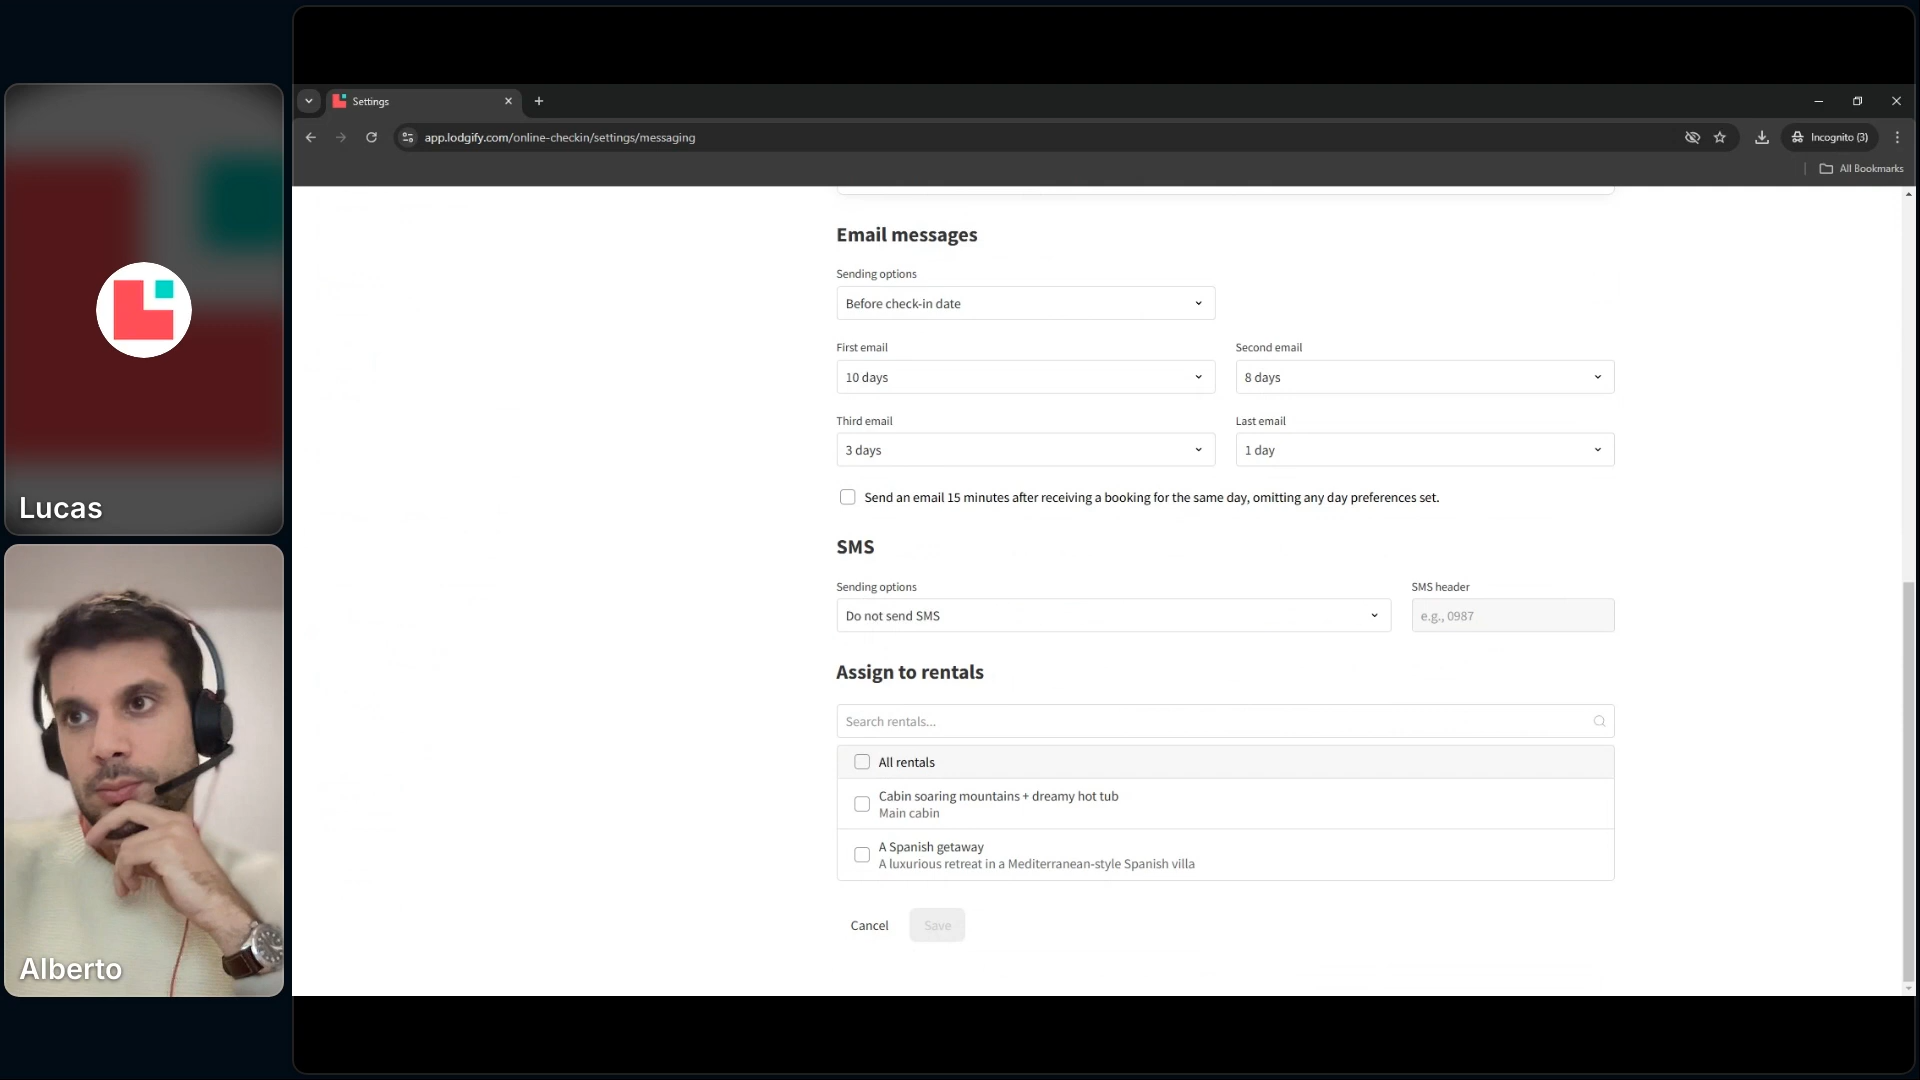 Settings
app.lodgify.com/online-checkin/settings/messaging
Incognito (3)
All Bookmarks
Email messages
Sending options
Before check-in date
First email
Second email
10 days
8 days
Third email
Last email
3 days
1 day
Send an email 15 minutes after receiving a booking for the same day, omitting any day preferences set.
SMS
Sending options
SMS header
Do not send SMS
e.g., 0987
Assign to rentals
Search rentals...
All rentals
Cabin soaring mountains + dreamy hot tub
Main cabin
A Spanish getaway
A luxurious retreat in a Mediterranean-style Spanish villa
Cancel
Save
Lucas
Alberto